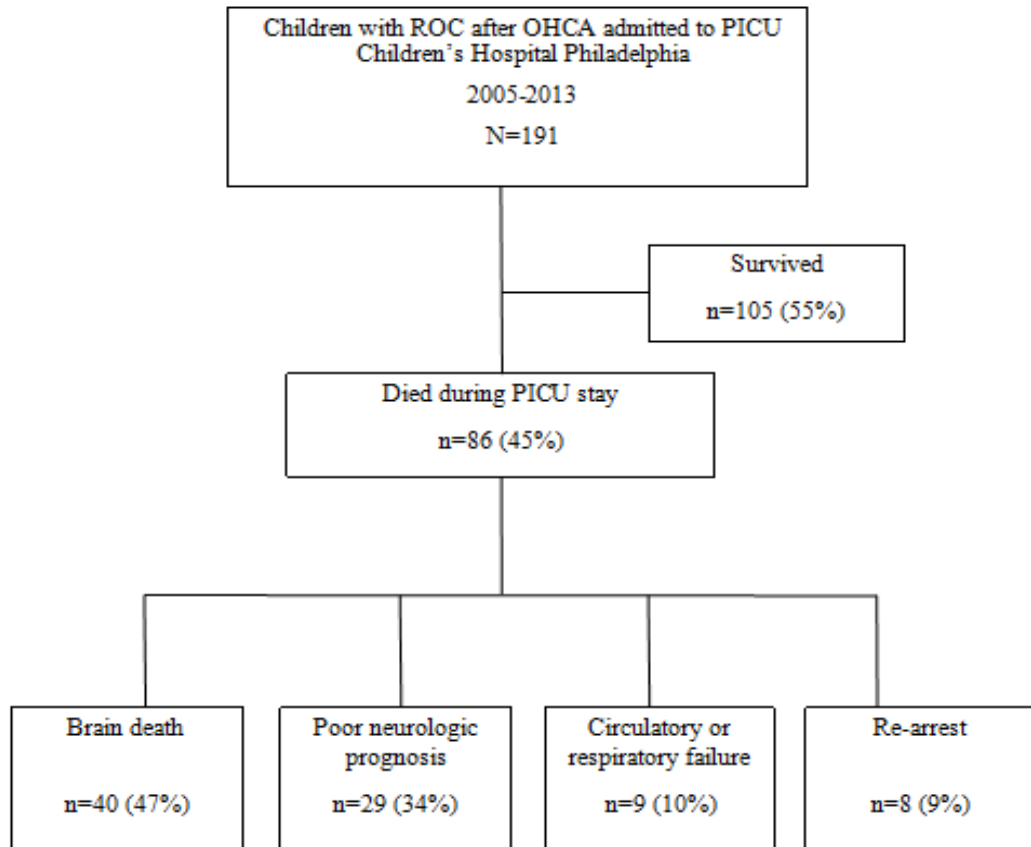 Children with ROC after OHCA admitted to PICU
Children’s Hospital Philadelphia
2005-2013
N=191
Survived
n=105 (55%)
Died during PICU stay
n=86 (45%)
Brain death
n=40 (47%)
Poor neurologic
prognosis
n=29 (34%)
Circulatory or
respiratory failure
n=9 (10%)
Re-arrest
n=8 (9%)